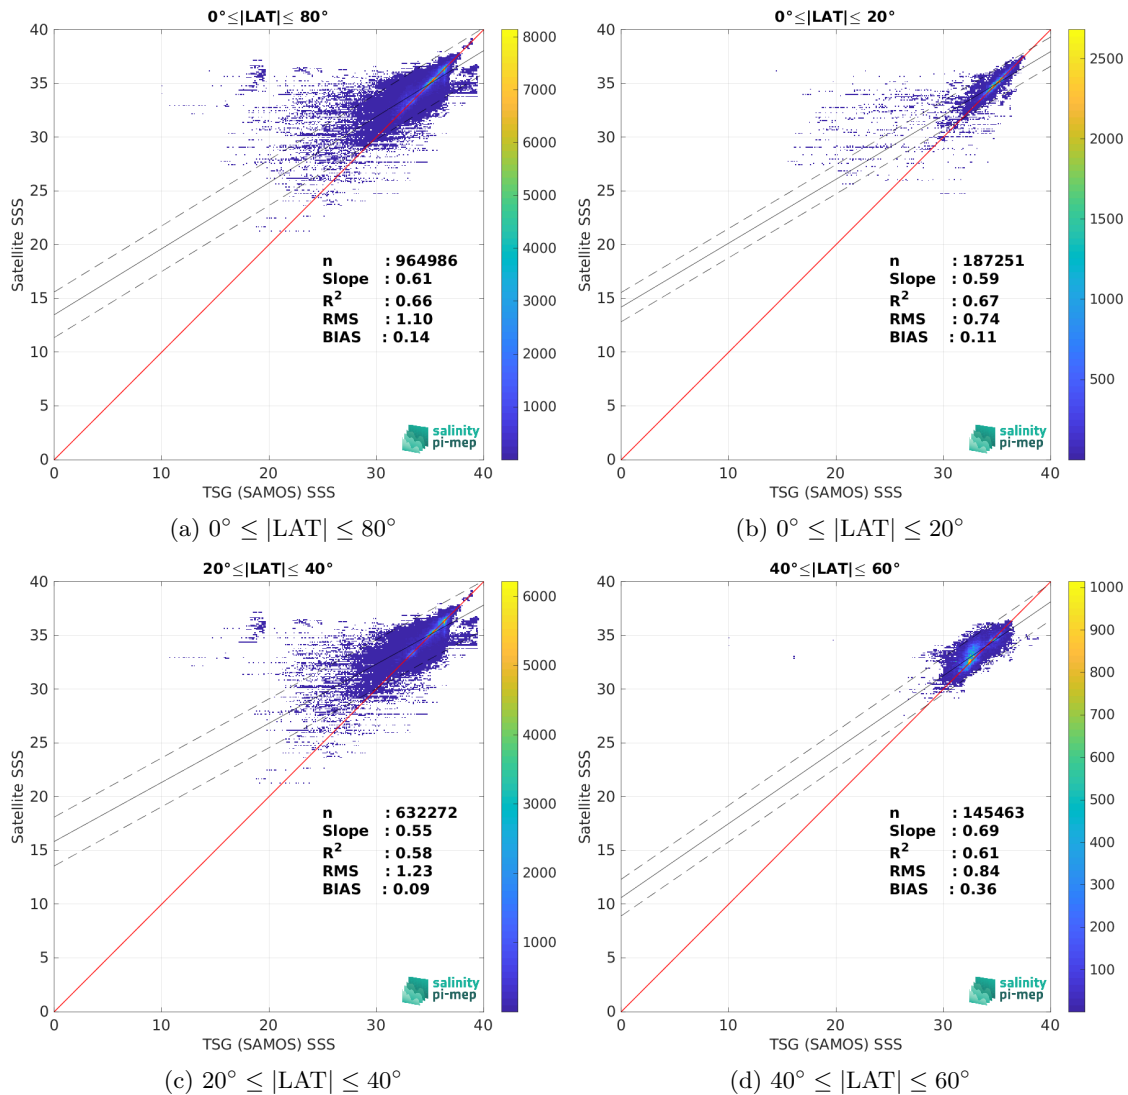 0°≤|LAT|≤ 80°
40
35
30
25
20
15
10
5
0
Satellite SSS
0
10
20
30
40
TSG (SAMOS) SSS
n : 964986
Slope : 0.61
R² : 0.66
RMS : 1.10
BIAS : 0.14
salinity
pi-mep
8000
7000
6000
5000
4000
3000
2000
1000
(a) 0° ≤ |LAT| ≤ 80°
0°≤|LAT|≤ 20°
40
35
30
25
20
15
10
5
0
Satellite SSS
0
10
20
30
40
TSG (SAMOS) SSS
n : 187251
Slope : 0.59
R² : 0.67
RMS : 0.74
BIAS : 0.11
salinity
pi-mep
2500
2000
1500
1000
500
(b) 0° ≤ |LAT| ≤ 20°
20°≤|LAT|≤ 40°
40
35
30
25
20
15
10
5
0
Satellite SSS
0
10
20
30
40
TSG (SAMOS) SSS
n : 632272
Slope : 0.55
R² : 0.58
RMS : 1.23
BIAS : 0.09
salinity
pi-mep
6000
5000
4000
3000
2000
1000
(c) 20° ≤ |LAT| ≤ 40°
40°≤|LAT|≤ 60°
40
35
30
25
20
15
10
5
0
Satellite SSS
0
10
20
30
40
TSG (SAMOS) SSS
n : 145463
Slope : 0.69
R² : 0.61
RMS : 0.84
BIAS : 0.36
salinity
pi-mep
1000
900
800
700
600
500
400
300
200
100
(d) 40° ≤ |LAT| ≤ 60°